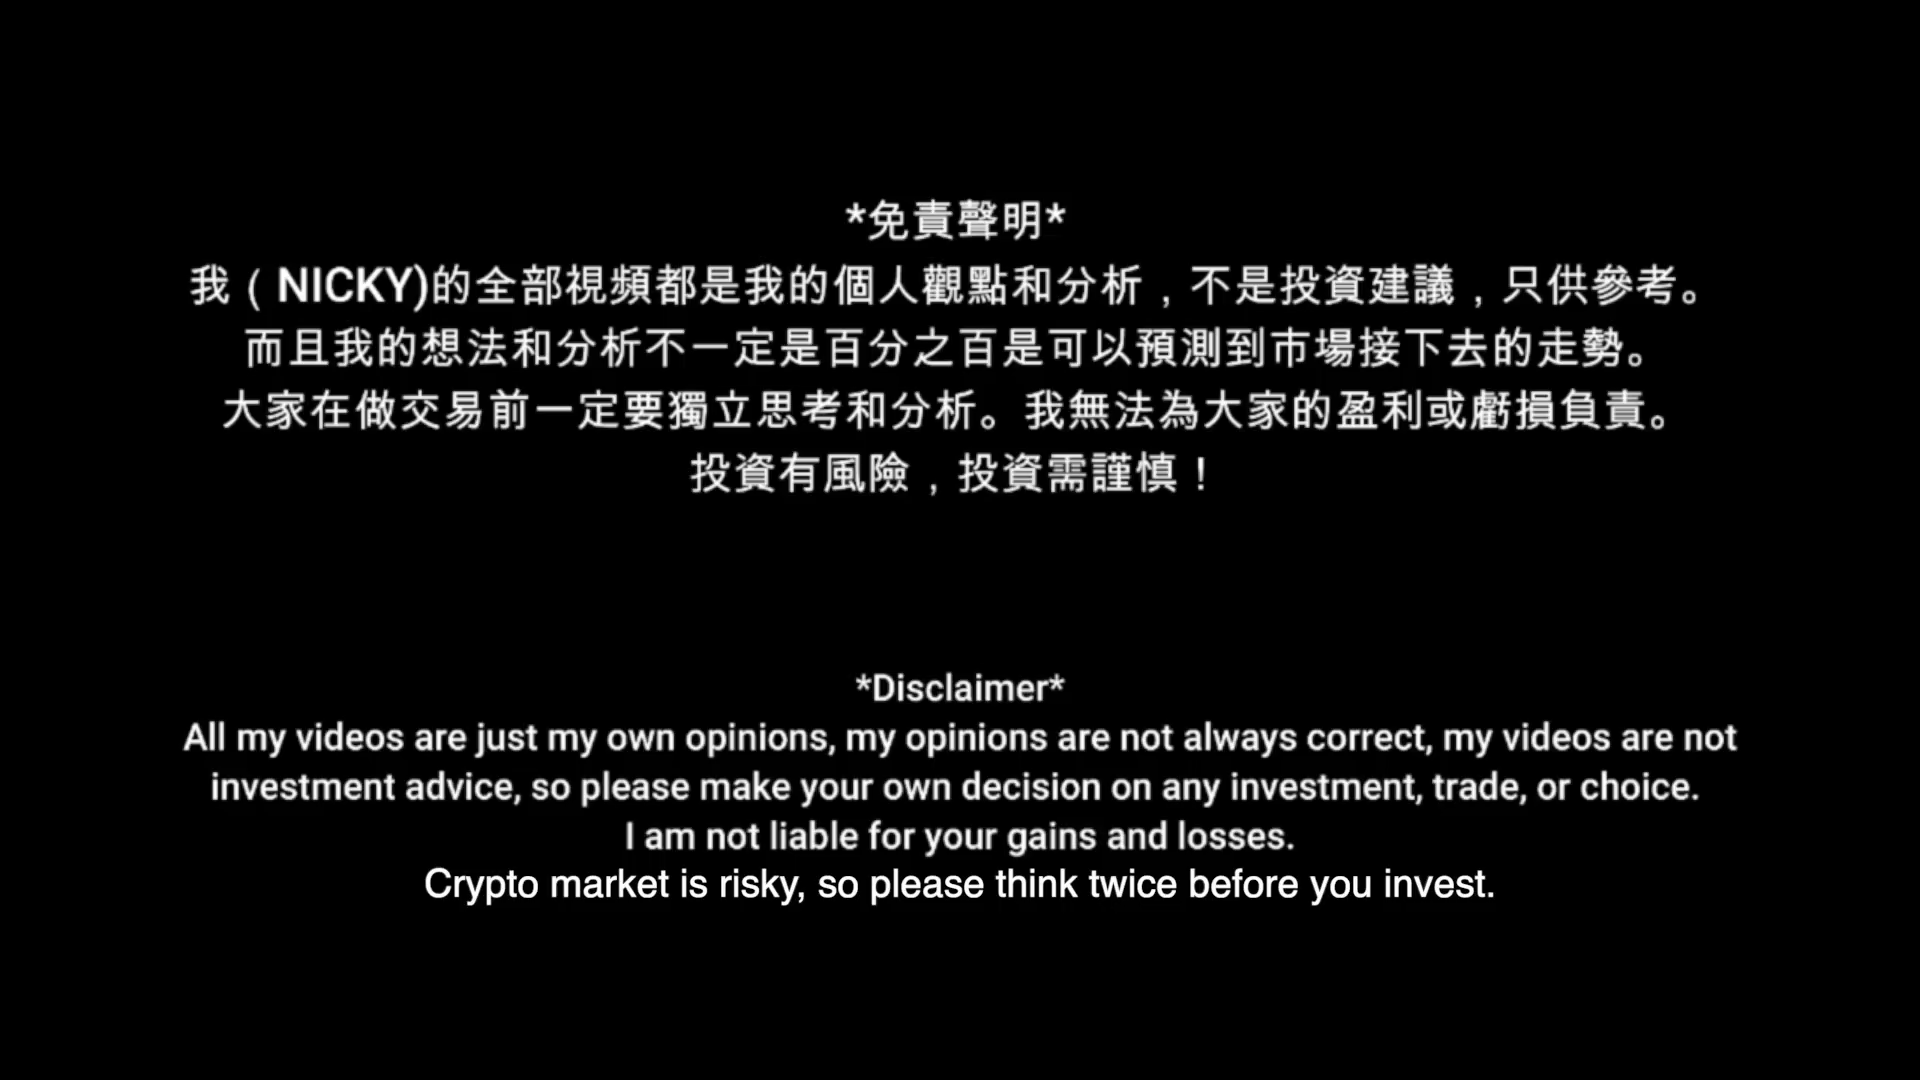 *免責聲明*
我（NICKY)的全部視頻都是我的個人觀點和分析，不是投資建議，只供參考。
而且我的想法和分析不一定是百分之百是可以預測到市場接下去的走勢。
大家在做交易前一定要獨立思考和分析。我無法為大家的盈利或虧損負責。
投資有風險，投資需謹慎！
*Disclaimer*
All my videos are just my own opinions, my opinions are not always correct, my videos are not
investment advice, so please make your own decision on any investment, trade, or choice.
I am not liable for your gains and losses.
Crypto market is risky, so please think twice before you invest.